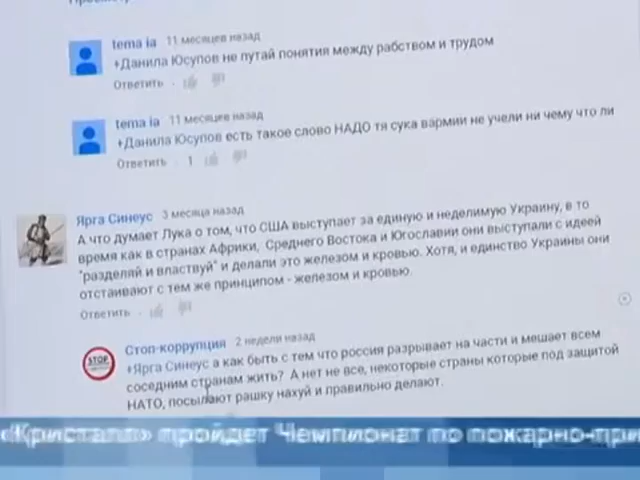 tema ia 11 месяцев назад
+Данила Юсупов не путай понятия между рабством и трудом
Ответить
tema ia 11 месяцев назад
+Данила Юсупов есть такое слово НАДО тя сука вармии не учели ни чему что ли
Ответить 1
Ярга Синеус 3 месяца назад
А что думает Лука о том, что США выступает за единую и неделимую Украину, в то
время как в странах Африки, Среднего Востока и Югославии они выступали с идеей
"разделяй и властвуй" и делали это железом и кровью. Хотя, и единство Украины они
отстаивают с тем же принципом - железом и кровью.
Ответить
Стоп-коррупция 2 недели назад
STOP
+Ярга Синеус а как быть с тем что россия разрывает на части и мешает всем
соседним странам жить? А нет не все, некоторые страны которые под защитой
НАТО, посылают рашку нахуй и правильно делают.
«Кристалл» пройдет Чемпионат по пожарно-при